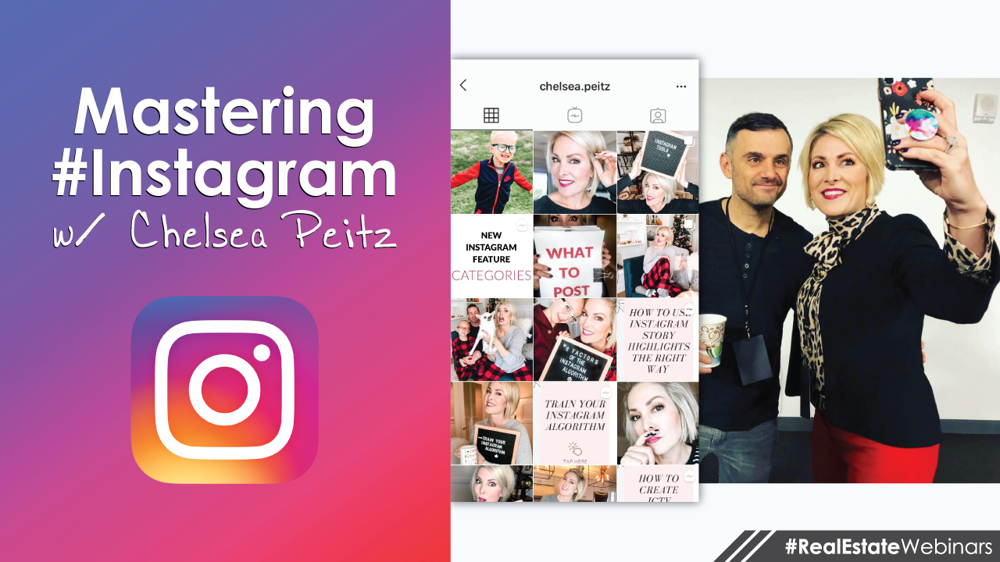 Mastering
#Instagram
w/ Chelsea Peitz
chelsea.peitz
INSTAGRAM
TOOLS
NEW
INSTAGRAM
FEATURE
CATEGORIES
WHAT
TO
POST
8 FACTORS
OF THE
INSTAGRAM
ALGORITHM
HOW TO USE
INSTAGRAM
STORY
HIGHLIGHTS
THE RIGHT
WAY
TRAIN YOUR
INSTAGRAM
ALGORITHM
TRAIN YOUR
INSTAGRAM
ALGORITHM
TAP HERE
HOW TO
CREATE
IGTV
#RealEstateWebinars